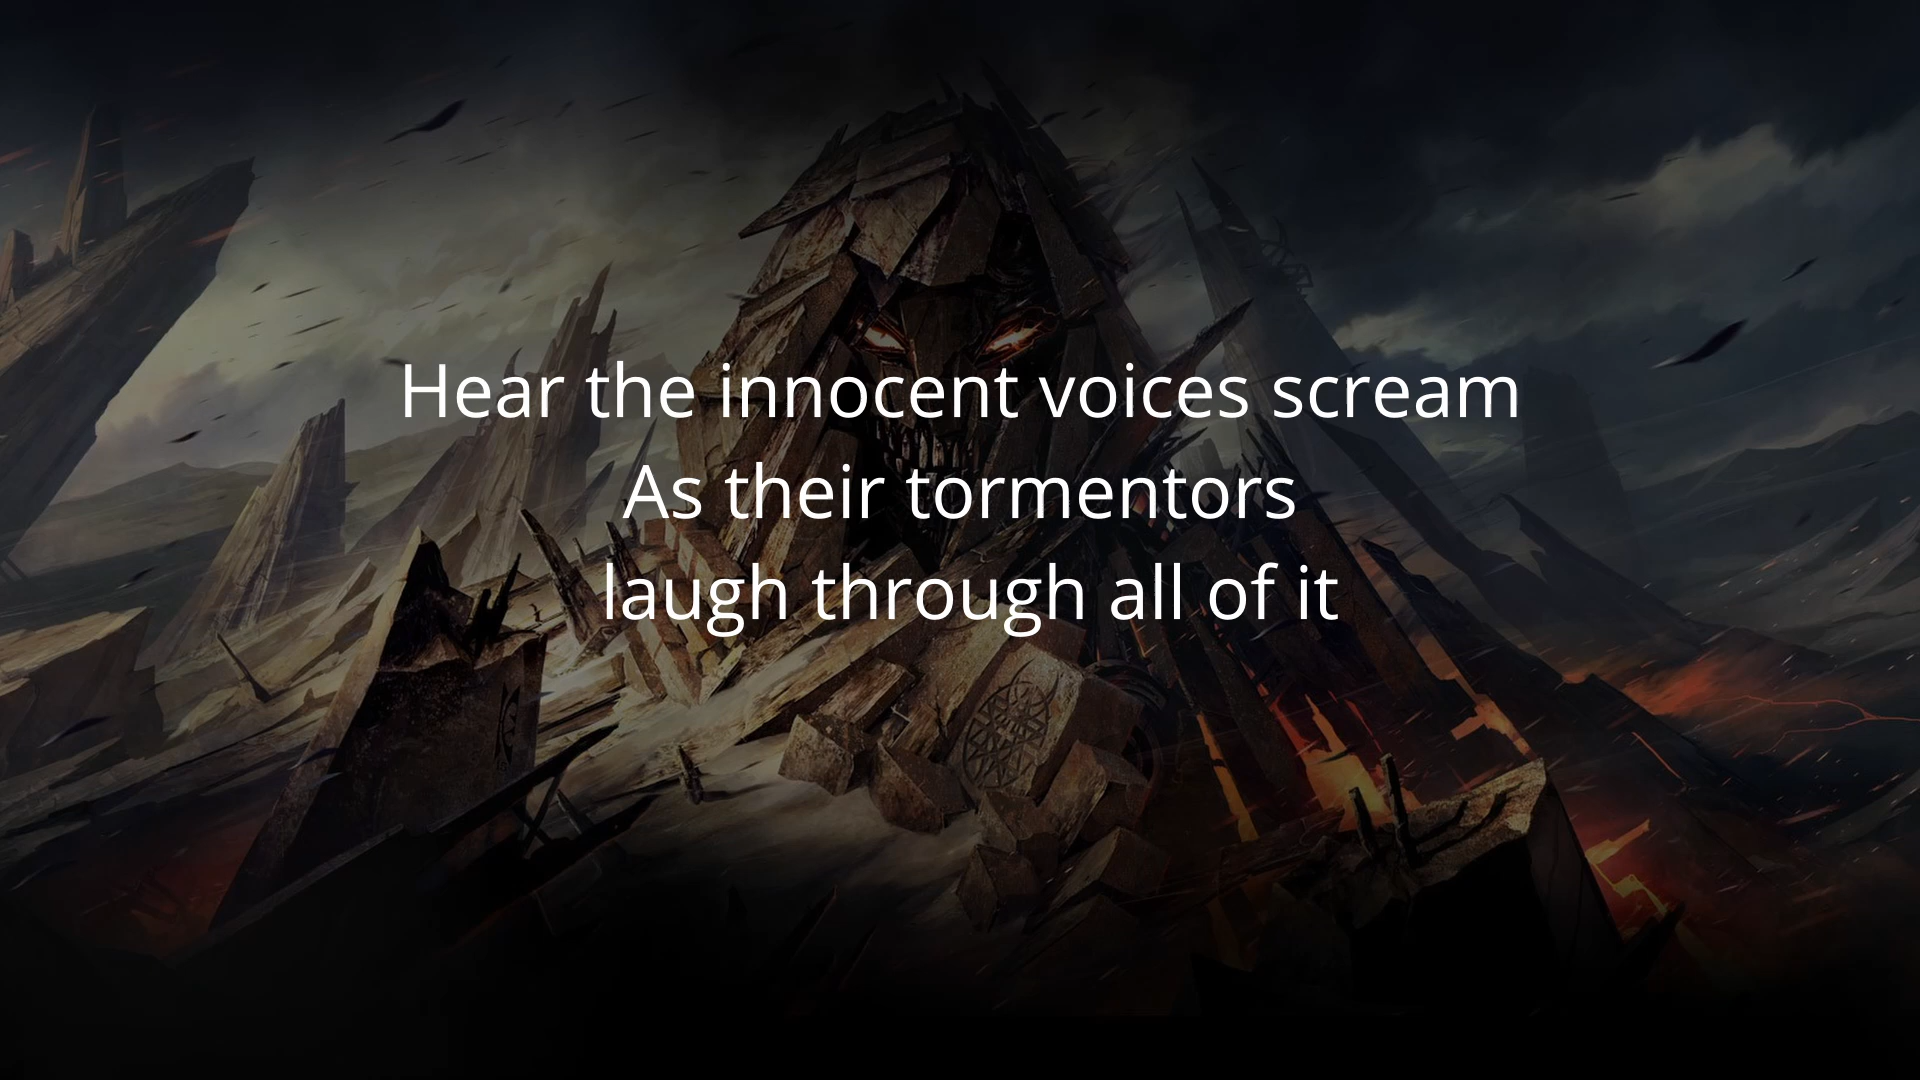 Hear the innocent voices scream
As their tormentors
laugh through all of it